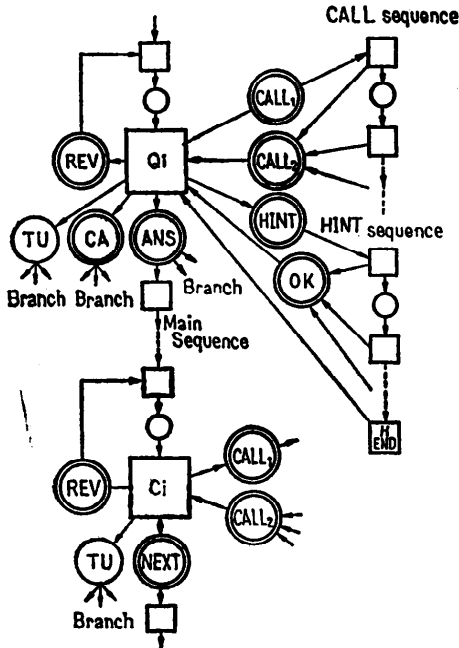 CALL sequence
CALL₁
REV
Qi
CALL₂
HINT
TU
CA
ANS
HINT sequence
OK
Branch
Branch
Branch
Main
Sequence
H
END
CALL₁
REV
Ci
CALL₂
TU
NEXT
Branch